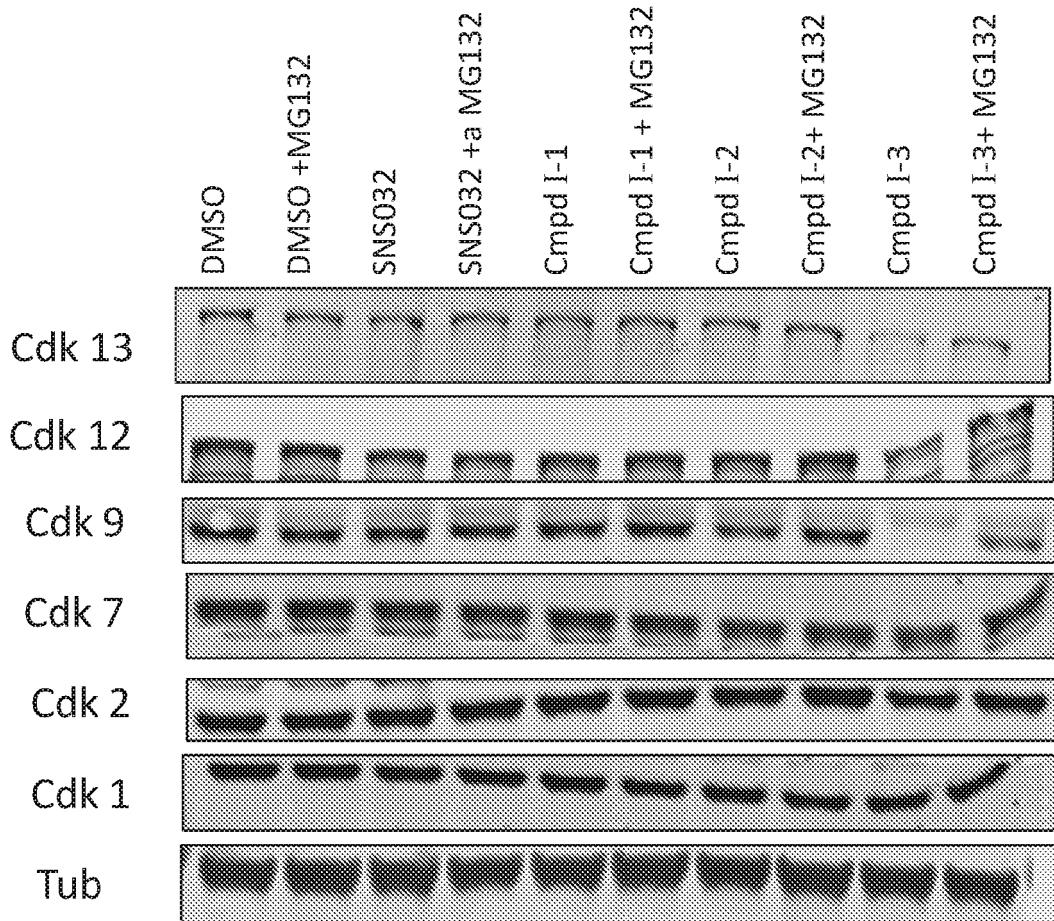 DMSO
DMSO +MG132
SNS032
SNS032 +a MG132
Cmpd I-1
Cmpd I-1 + MG132
Cmpd I-2
Cmpd I-2+ MG132
Cmpd I-3
Cmpd I-3+ MG132
Cdk 13
Cdk 12
Cdk 9
Cdk 7
Cdk 2
Cdk 1
Tub